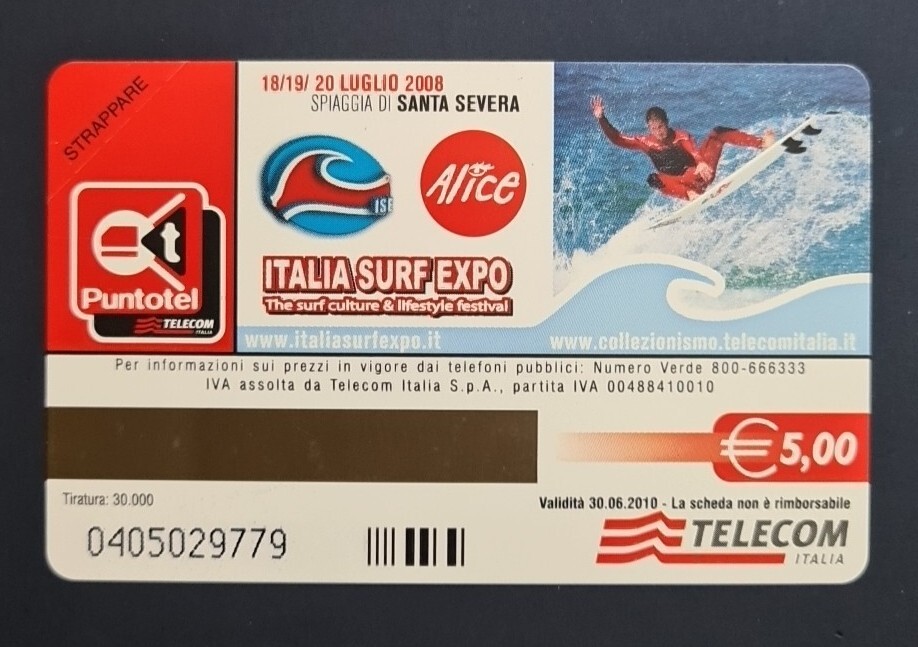 STRAPPARE
18/19/ 20 LUGLIO 2008
SPIAGGIA DI SANTA SEVERA
ISE
Alice
t
Puntotel
TELECOM
ITALIA
ITALIA SURF EXPO
The surf culture & lifestyle festival
www.italiasurfexpo.it
www.collezionismo.telecomitalia.it
Per informazioni sui prezzi in vigore dai telefoni pubblici: Numero Verde 800-666333
IVA assolta da Telecom Italia S.p.A., partita IVA 00488410010
€ 5,00
Tiratura: 30.000
Validità 30.06.2010 - La scheda non è rimborsabile
0405029779
TELECOM
ITALIA